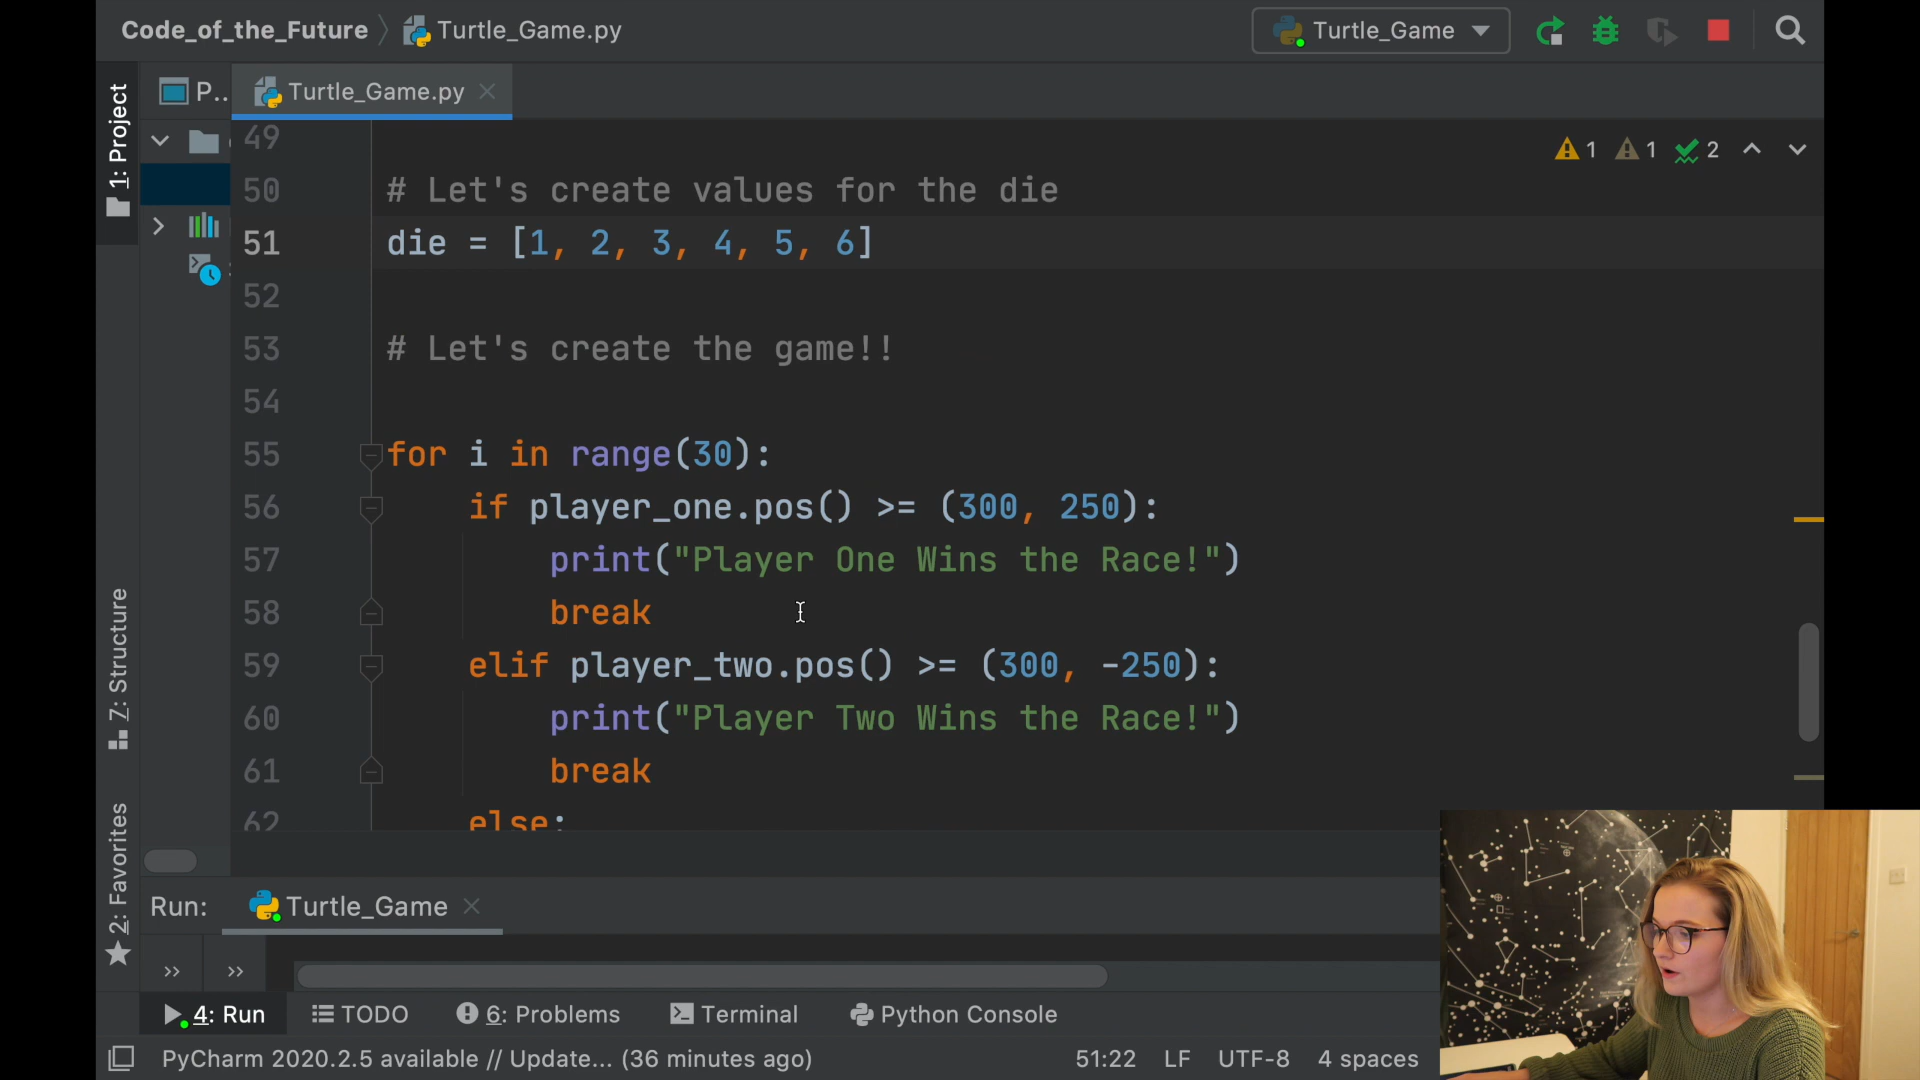 Code_of_the_Future
Turtle_Game.py
Turtle_Game
1: Project
P..
Turtle_Game.py
1 1 2
49
50 # Let's create values for the die
51 die = [1, 2, 3, 4, 5, 6]
52
53 # Let's create the game!!
54
55 for i in range(30):
56 if player_one.pos() >= (300, 250):
57 print("Player One Wins the Race!")
58 break
59 elif player_two.pos() >= (300, -250):
60 print("Player Two Wins the Race!")
61 break
62 else:
7: Structure
2: Favorites
Run: Turtle_Game
4: Run
TODO
6: Problems
Terminal
Python Console
PyCharm 2020.2.5 available // Update... (36 minutes ago)
51:22 LF UTF-8 4 spaces